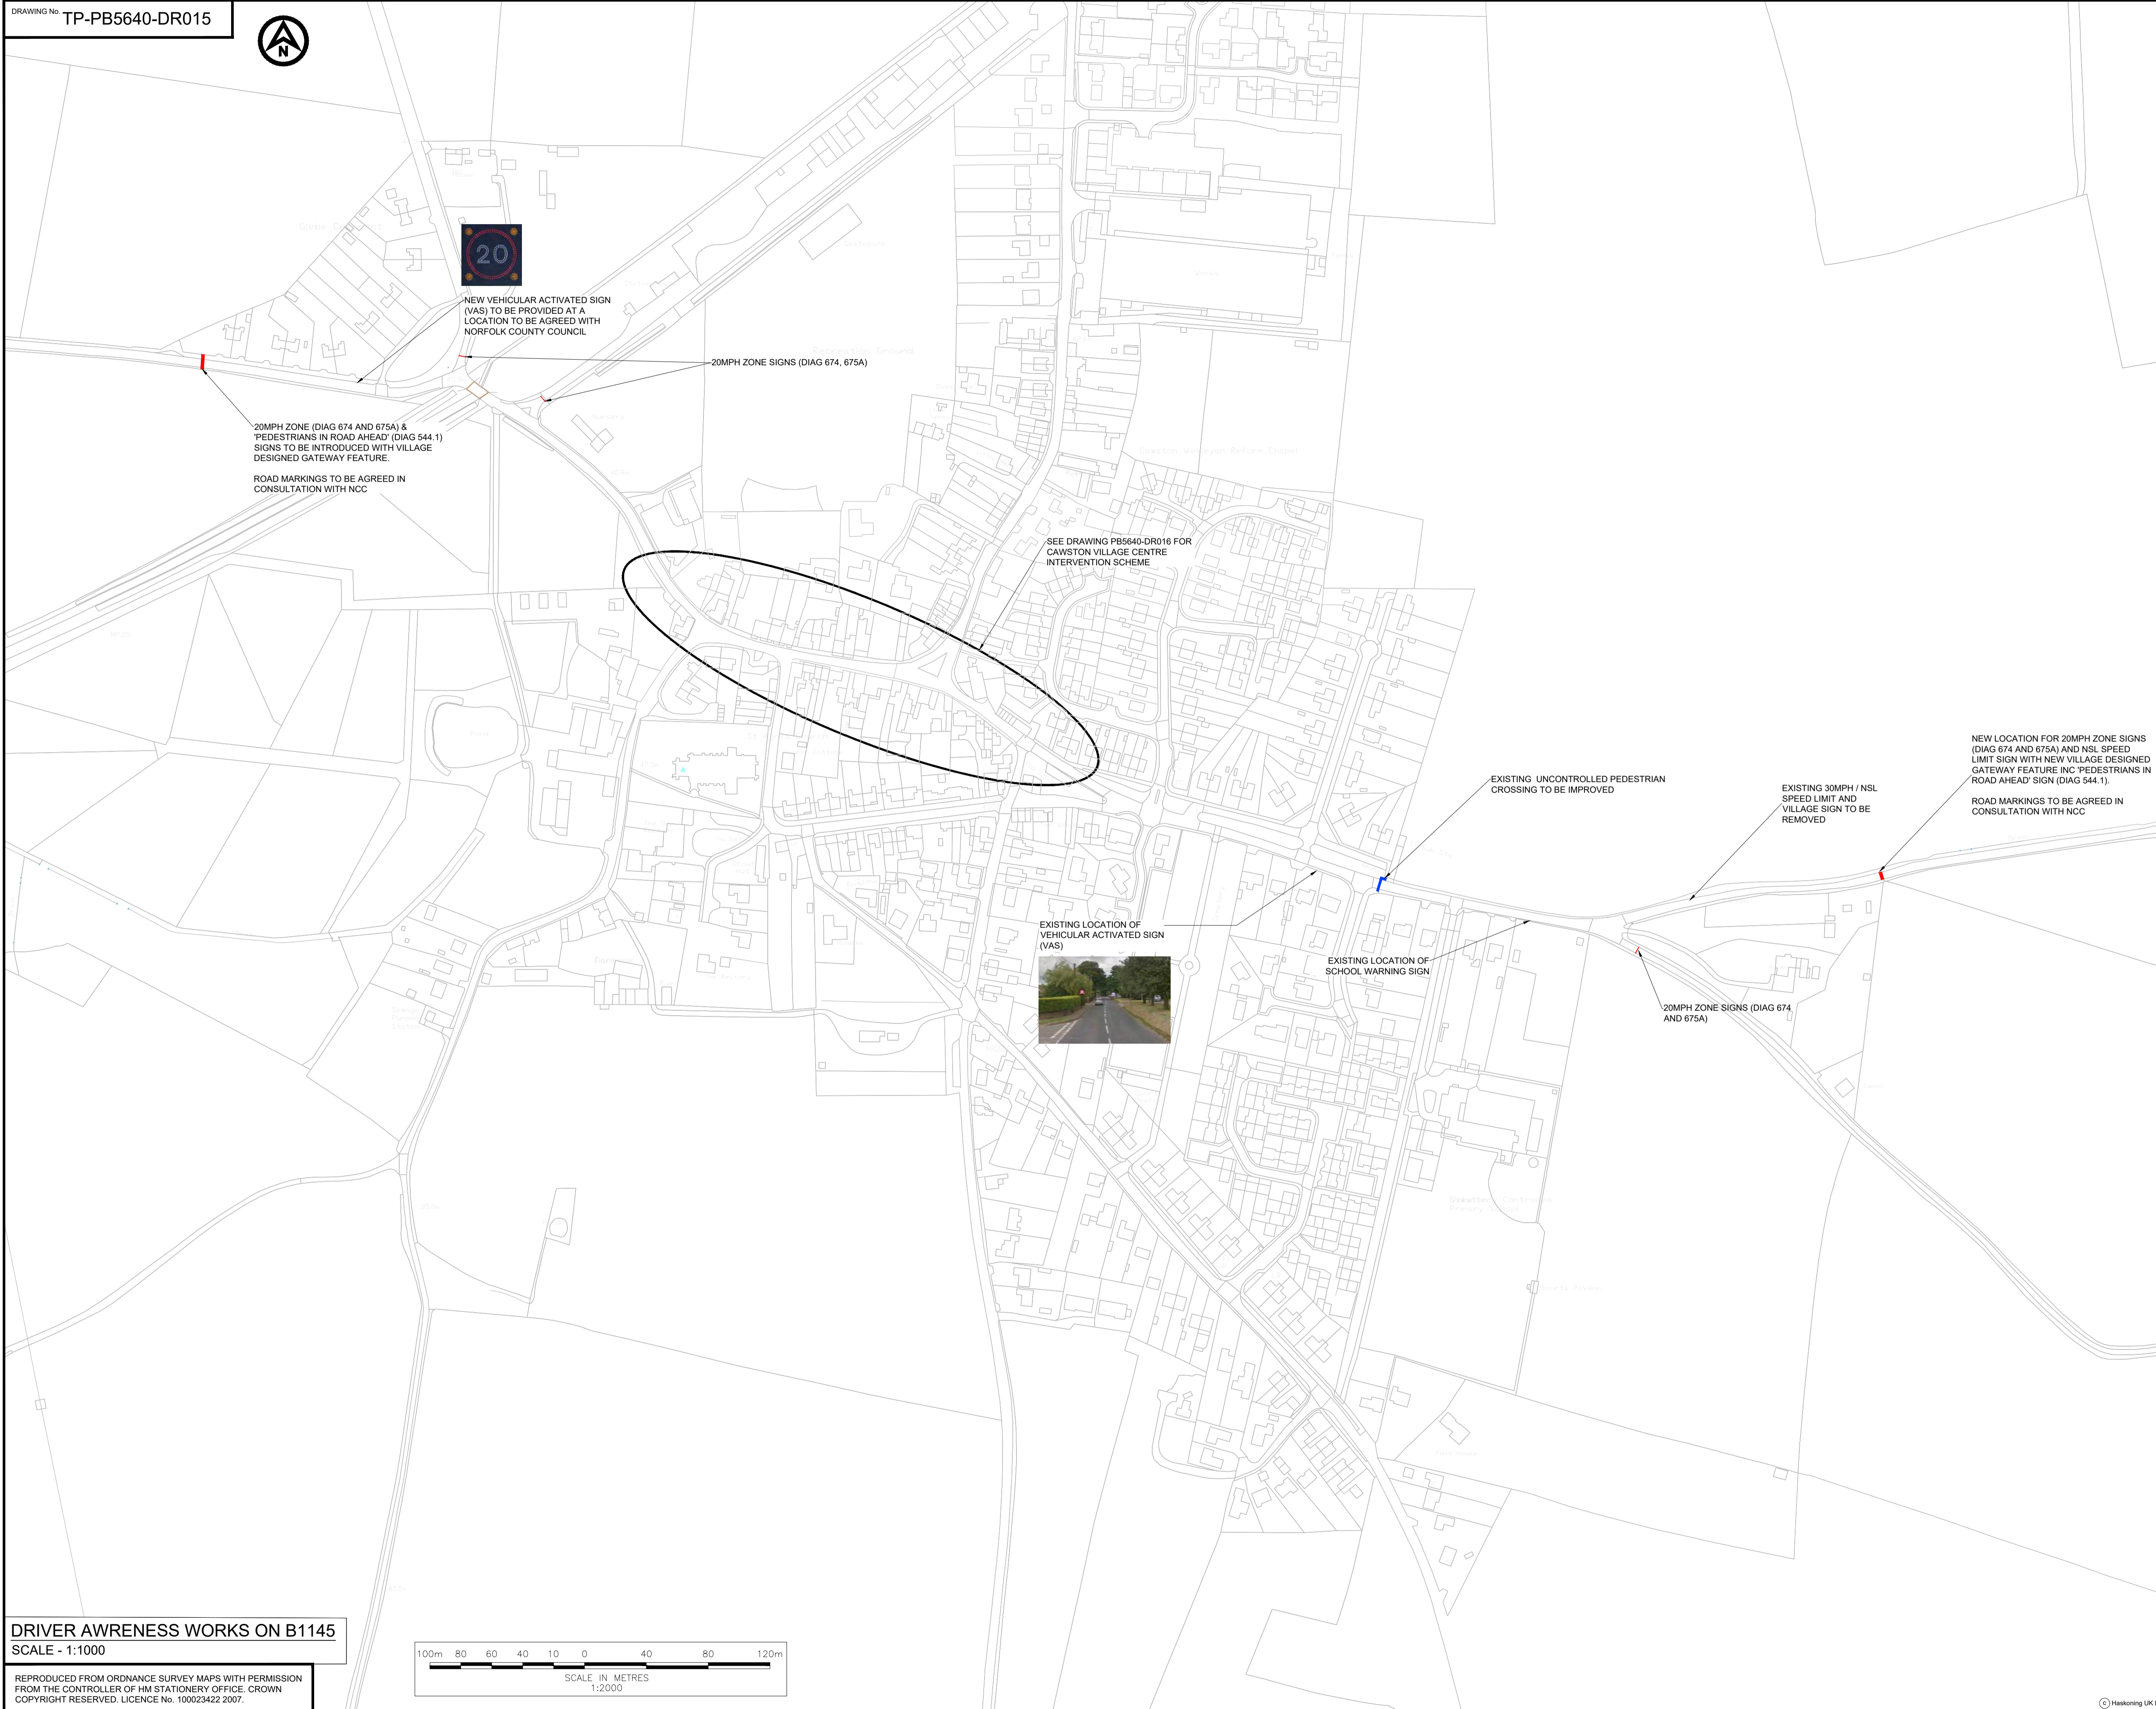 DRAWING No. TP-PB5640-DR015
N
20
NEW VEHICULAR ACTIVATED SIGN
(VAS) TO BE PROVIDED AT A
LOCATION TO BE AGREED WITH
NORFOLK COUNTY COUNCIL
20MPH ZONE SIGNS (DIAG 674, 675A)
20MPH ZONE (DIAG 674 AND 675A) &
'PEDESTRIANS IN ROAD AHEAD' (DIAG 544.1)
SIGNS TO BE INTRODUCED WITH VILLAGE
DESIGNED GATEWAY FEATURE.
ROAD MARKINGS TO BE AGREED IN
CONSULTATION WITH NCC
Cawston Wesleyan Reform Chapel
SEE DRAWING PB5640-DR016 FOR
CAWSTON VILLAGE CENTRE
INTERVENTION SCHEME
NEW LOCATION FOR 20MPH ZONE SIGNS
(DIAG 674 AND 675A) AND NSL SPEED
LIMIT SIGN WITH NEW VILLAGE DESIGNED
GATEWAY FEATURE INC 'PEDESTRIANS IN
ROAD AHEAD' SIGN (DIAG 544.1).
ROAD MARKINGS TO BE AGREED IN
CONSULTATION WITH NCC
EXISTING UNCONTROLLED PEDESTRIAN
CROSSING TO BE IMPROVED
EXISTING 30MPH / NSL
SPEED LIMIT AND
VILLAGE SIGN TO BE
REMOVED
EXISTING LOCATION OF
VEHICULAR ACTIVATED SIGN
(VAS)
EXISTING LOCATION OF
SCHOOL WARNING SIGN
20MPH ZONE SIGNS (DIAG 674
AND 675A)
DRIVER AWRENESS WORKS ON B1145
SCALE - 1:1000
REPRODUCED FROM ORDNANCE SURVEY MAPS WITH PERMISSION
FROM THE CONTROLLER OF HM STATIONERY OFFICE. CROWN
COPYRIGHT RESERVED. LICENCE No. 100023422 2007.
100m 80 60 40 10 0 40 80 120m
SCALE IN METRES
1:2000
© Haskoning UK